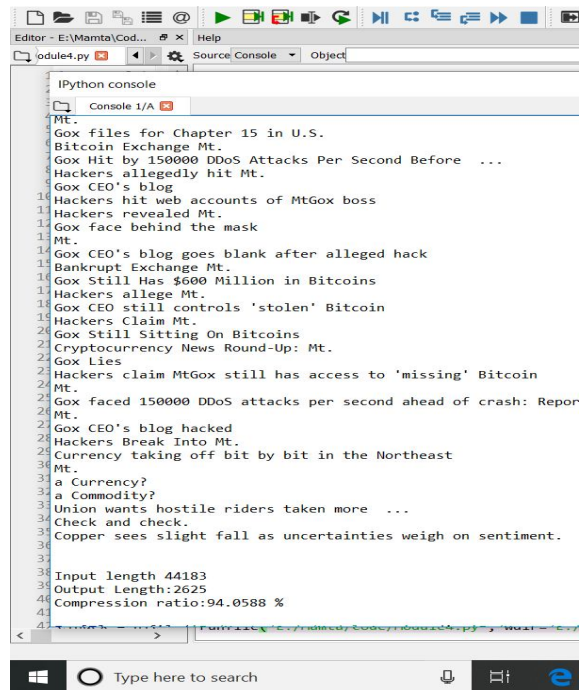 Editor - E:\Mamta\Cod...
Help
odule4.py
Source Console
Object
IPython console
Console 1/A
Mt.
Gox files for Chapter 15 in U.S.
Bitcoin Exchange Mt.
Gox Hit by 150000 DDoS Attacks Per Second Before ...
Hackers allegedly hit Mt.
Gox CEO's blog
Hackers hit web accounts of MtGox boss
Hackers revealed Mt.
Gox face behind the mask
Mt.
Gox CEO's blog goes blank after alleged hack
Bankrupt Exchange Mt.
Gox Still Has $600 Million in Bitcoins
Hackers allege Mt.
Gox CEO still controls 'stolen' Bitcoin
Hackers Claim Mt.
Gox Still Sitting On Bitcoins
Cryptocurrency News Round-Up: Mt.
Gox Lies
Hackers claim MtGox still has access to 'missing' Bitcoin
Mt.
Gox faced 150000 DDoS attacks per second ahead of crash: Repor
Mt.
Gox CEO's blog hacked
Hackers Break Into Mt.
Currency taking off bit by bit in the Northeast
Mt.
a Currency?
a Commodity?
Union wants hostile riders taken more ...
Check and check.
Copper sees slight fall as uncertainties weigh on sentiment.
Input length 44183
Output Length:2625
Compression ratio:94.0588 %
Type here to search